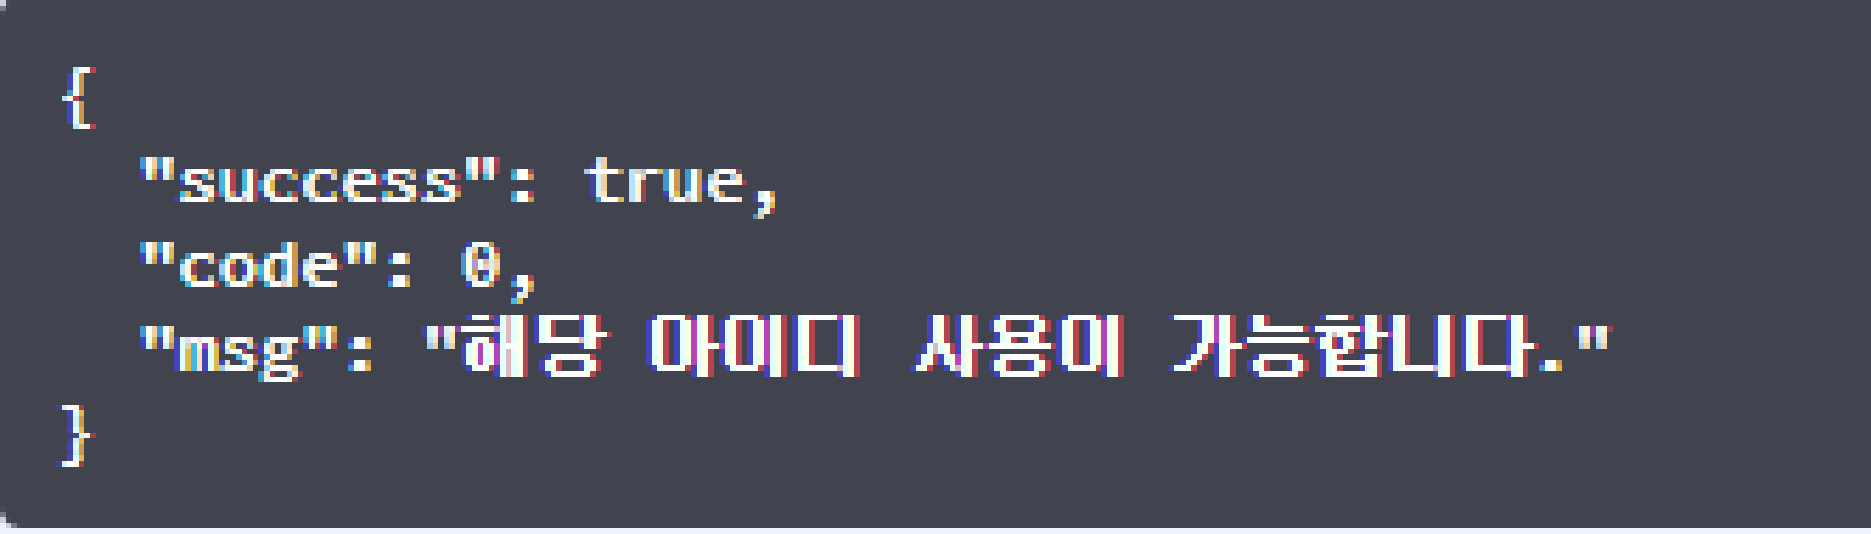 {
  "success": true,
  "code": 0,
  "msg": "해당 아이디 사용이 가능합니다."
}